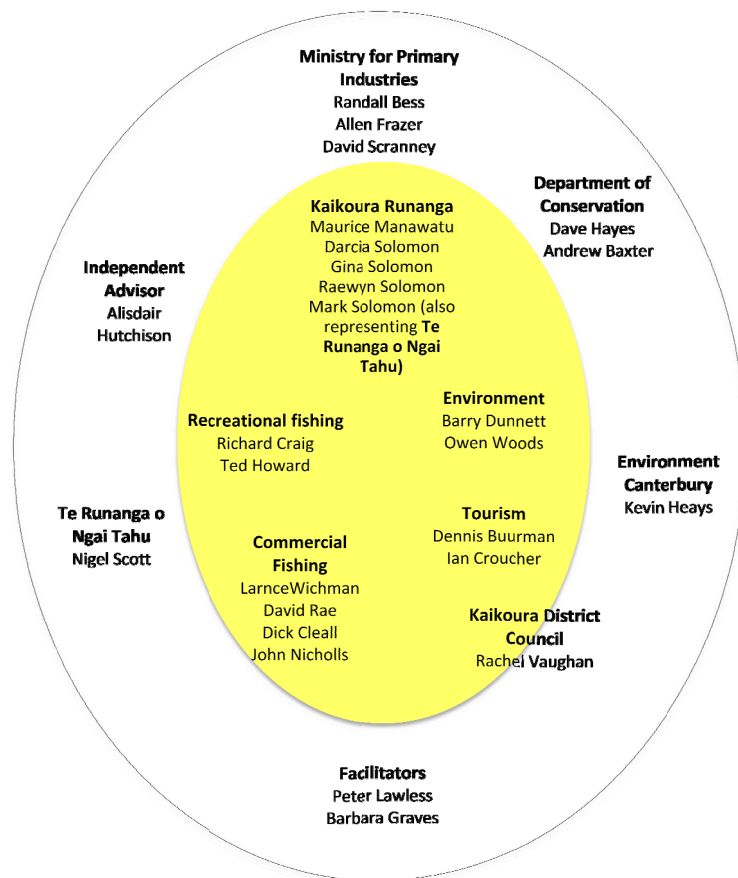 Ministry for Primary
Industries
Randall Bess
Allen Frazer
David Scranney
Department of
Conservation
Dave Hayes
Andrew Baxter
Kaikoura Runanga
Maurice Manawatu
Darcia Solomon
Gina Solomon
Raewyn Solomon
Mark Solomon (also
representing Te
Runanga o Ngai
Tahu)
Independent
Advisor
Alisdair
Hutchison
Recreational fishing
Richard Craig
Ted Howard
Environment
Barry Dunnett
Owen Woods
Environment
Canterbury
Kevin Heays
Te Runanga o
Ngai Tahu
Nigel Scott
Commercial
Fishing
LarnceWichman
David Rae
Dick Cleall
John Nicholls
Tourism
Dennis Buurman
Ian Croucher
Kaikoura District
Council
Rachel Vaughan
Facilitators
Peter Lawless
Barbara Graves